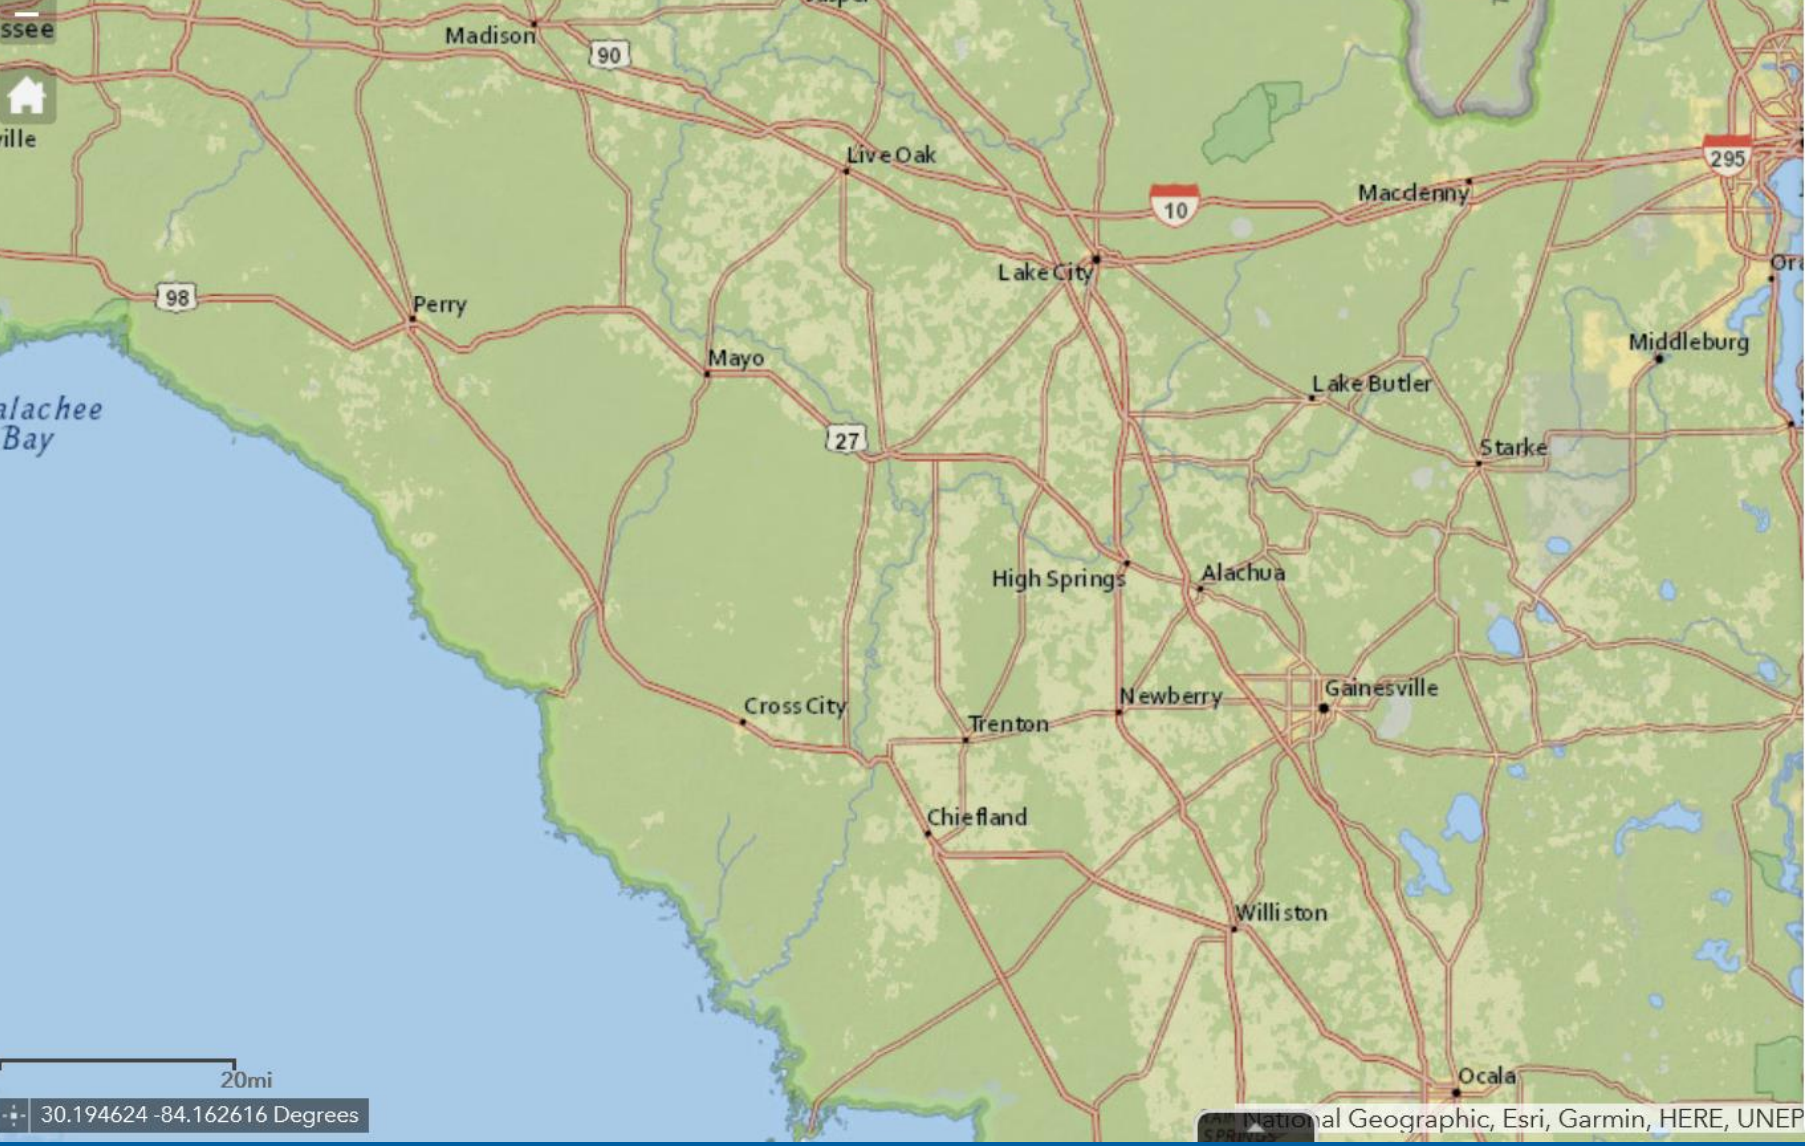 ssee
Madison
90
ville
Live Oak
295
10
Macclenny
Lake City
98
Perry
Mayo
Middleburg
alachee
Bay
Lake Butler
27
Starke
High Springs
Alachua
Newberry
Gainesville
Cross City
Trenton
Chiefland
Williston
20mi
Ocala
30.194624 -84.162616 Degrees
National Geographic, Esri, Garmin, HERE, UNEP
SPRINGS